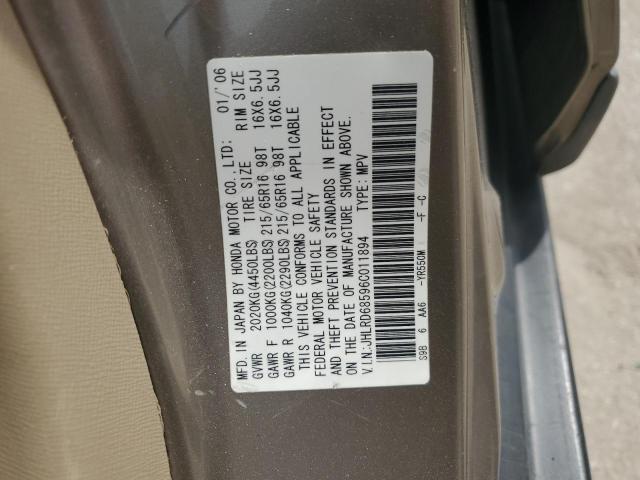 MFD. IN JAPAN BY HONDA MOTOR CO., LTD: 01/'06
GVWR 2020KG(4450LBS) TIRE SIZE RIM SIZE
GAWR F 1000KG(2200LBS) 215/65R16 98T 16X6.5JJ
GAWR R 1040KG(2290LBS) 215/65R16 98T 16X6.5JJ
THIS VEHICLE CONFORMS TO ALL APPLICABLE
FEDERAL MOTOR VEHICLE SAFETY
AND THEFT PREVENTION STANDARDS IN EFFECT
ON THE DATE OF MANUFACTURE SHOWN ABOVE.
V.I.N:JHLRD68596C011894 TYPE: MPV
S9B 6 AA6 -YR550M -F -C